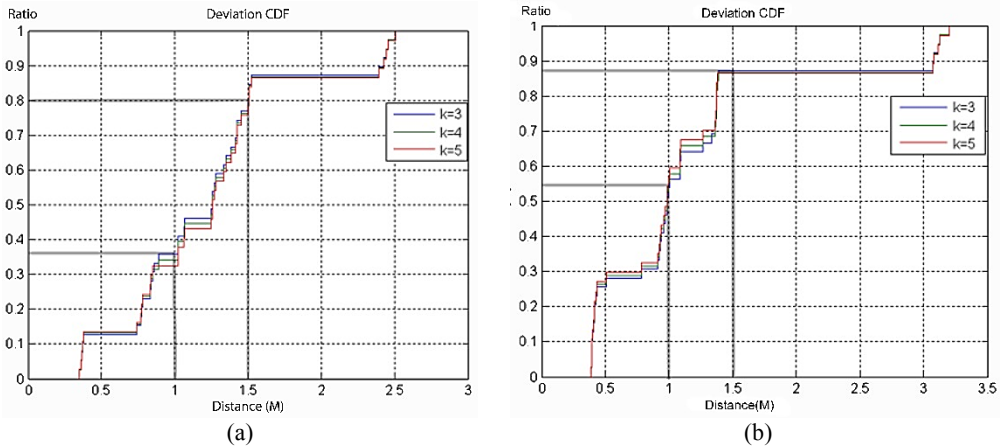 Ratio
Deviation CDF
1
0.9
0.8
0.7
0.6
0.5
0.4
0.3
0.2
0.1
0
k=3
k=4
k=5
0 0.5 1 1.5 2 2.5 3
Distance (M)
(a)
Ratio
Deviation CDF
1
0.9
0.8
0.7
0.6
0.5
0.4
0.3
0.2
0.1
0
k=3
k=4
k=5
0 0.5 1 1.5 2 2.5 3 3.5
Distance(M)
(b)